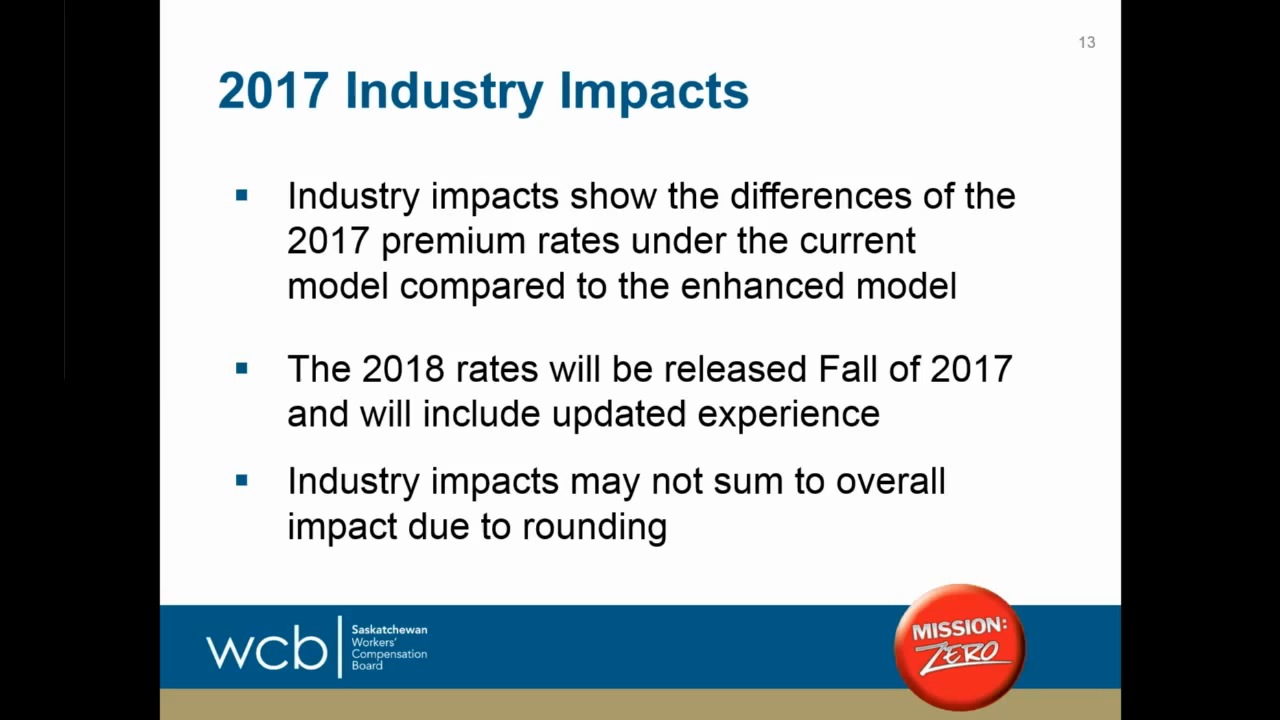 13
2017 Industry Impacts
Industry impacts show the differences of the
2017 premium rates under the current
model compared to the enhanced model
The 2018 rates will be released Fall of 2017
and will include updated experience
Industry impacts may not sum to overall
impact due to rounding
wcb
Saskatchewan
Workers'
Compensation
Board
MISSION:
ZERO